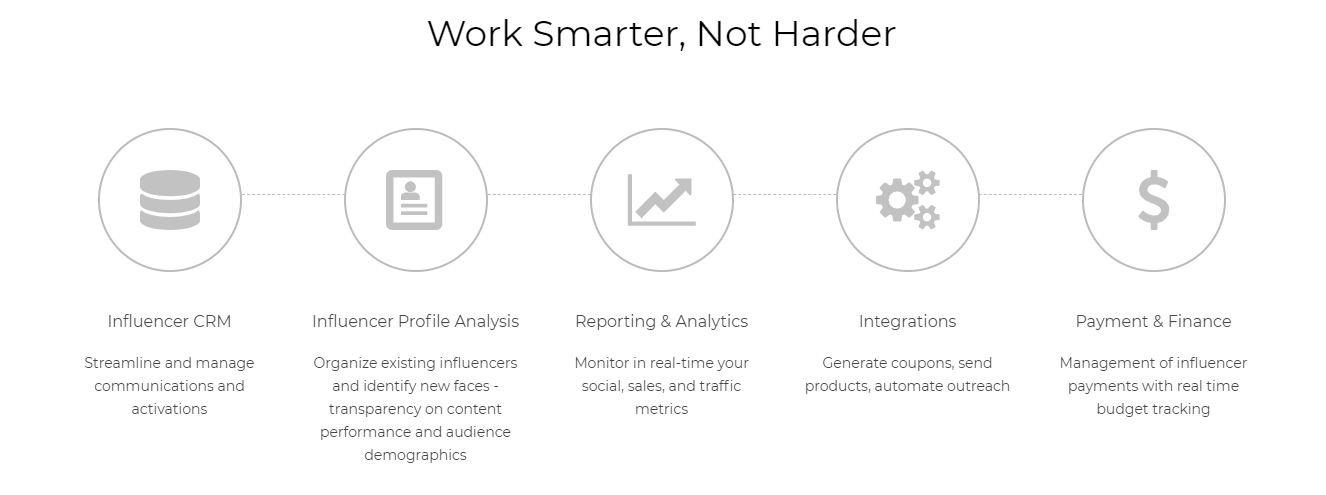 Work Smarter, Not Harder
Influencer CRM
Streamline and manage
communications and
activations
Influencer Profile Analysis
Organize existing influencers
and identify new faces -
transparency on content
performance and audience
demographics
Reporting & Analytics
Monitor in real-time your
social, sales, and traffic
metrics
Integrations
Generate coupons, send
products, automate outreach
Payment & Finance
Management of influencer
payments with real time
budget tracking